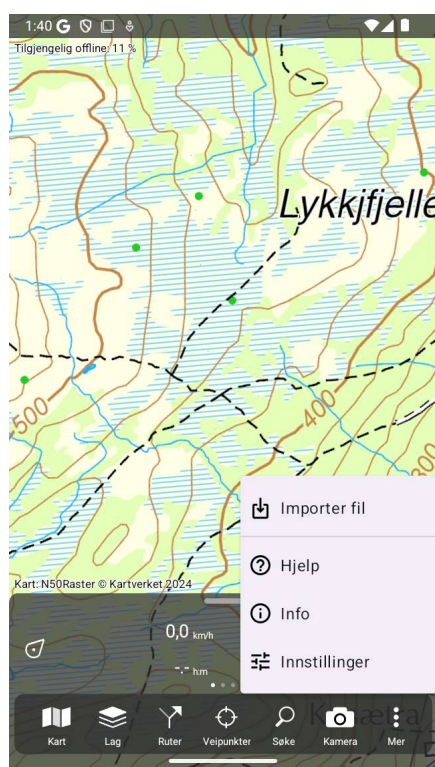 1:40
Tilgjengelig offline: 11 %
Lykkjfjelle
500
400
300
Importer fil
Hjelp
Info
Innstillinger
Kart: N50Raster © Kartverket 2024
0,0 km/h
-:- h:m
Kart
Lag
Ruter
Veipunkter
Søke
Kamera
Mer